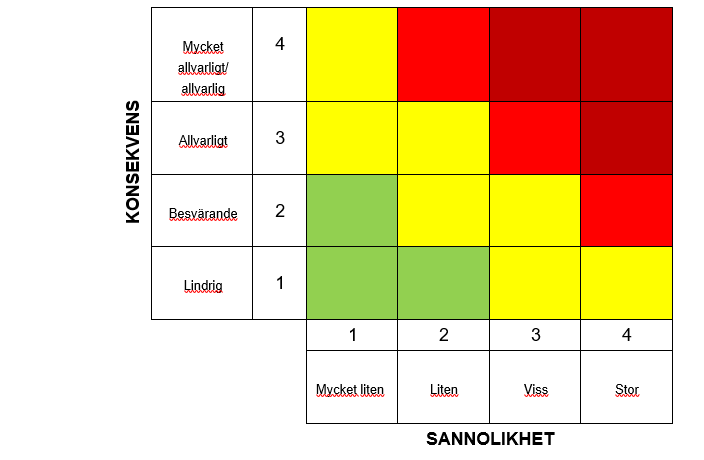 KONSEKVENS
Mycket
allvarligt/
allvarlig
4
Allvarligt
3
Besvärande
2
Lindrig
1
1
2
3
4
Mycket liten
Liten
Viss
Stor
SANNOLIKHET